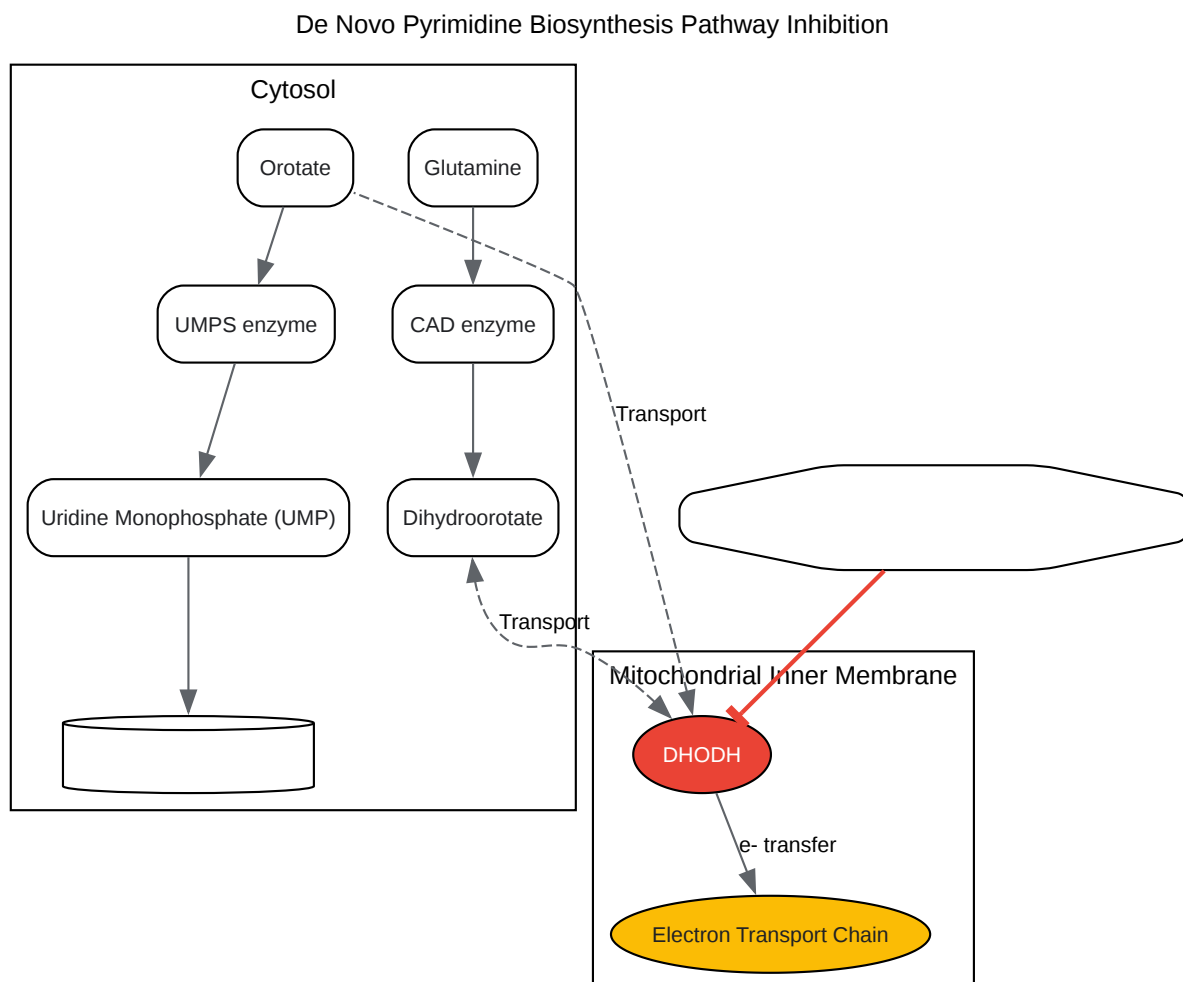 De Novo Pyrimidine Biosynthesis Pathway Inhibition
Cytosol
Orotate
Glutamine
UMPS enzyme
CAD enzyme
Transport
Uridine Monophosphate (UMP)
Dihydroorotate
Transport
Mitochondrial Inner Membrane
DHODH
e- transfer
Electron Transport Chain